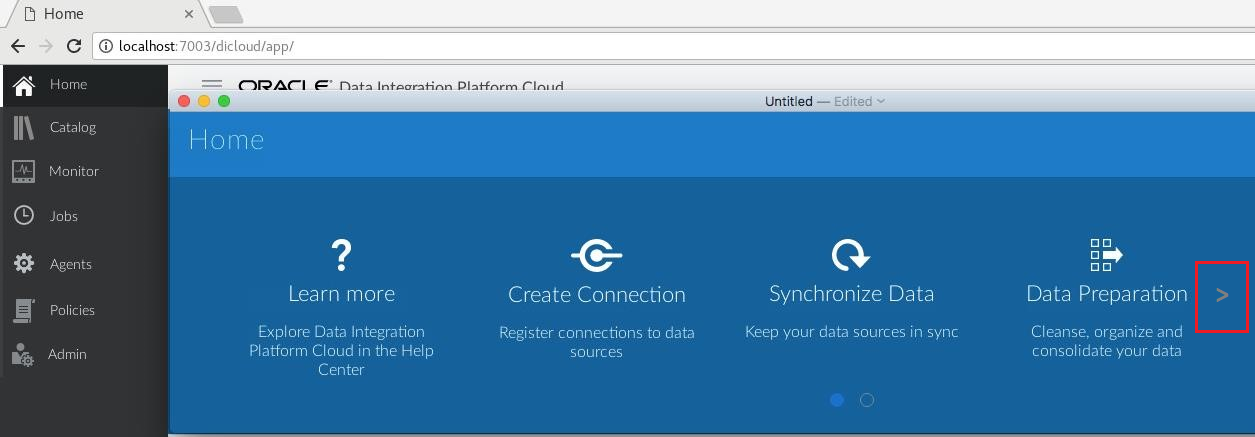 Home
localhost:7003/dicloud/app/
Home
ORACLE® Data Integration Platform Cloud
Untitled — Edited
Home
Catalog
Monitor
Jobs
Agents
Policies
Admin
?
Learn more
Explore Data Integration
Platform Cloud in the Help
Center
Create Connection
Register connections to data
sources
Synchronize Data
Keep your data sources in sync
Data Preparation
Cleanse, organize and
consolidate your data
>